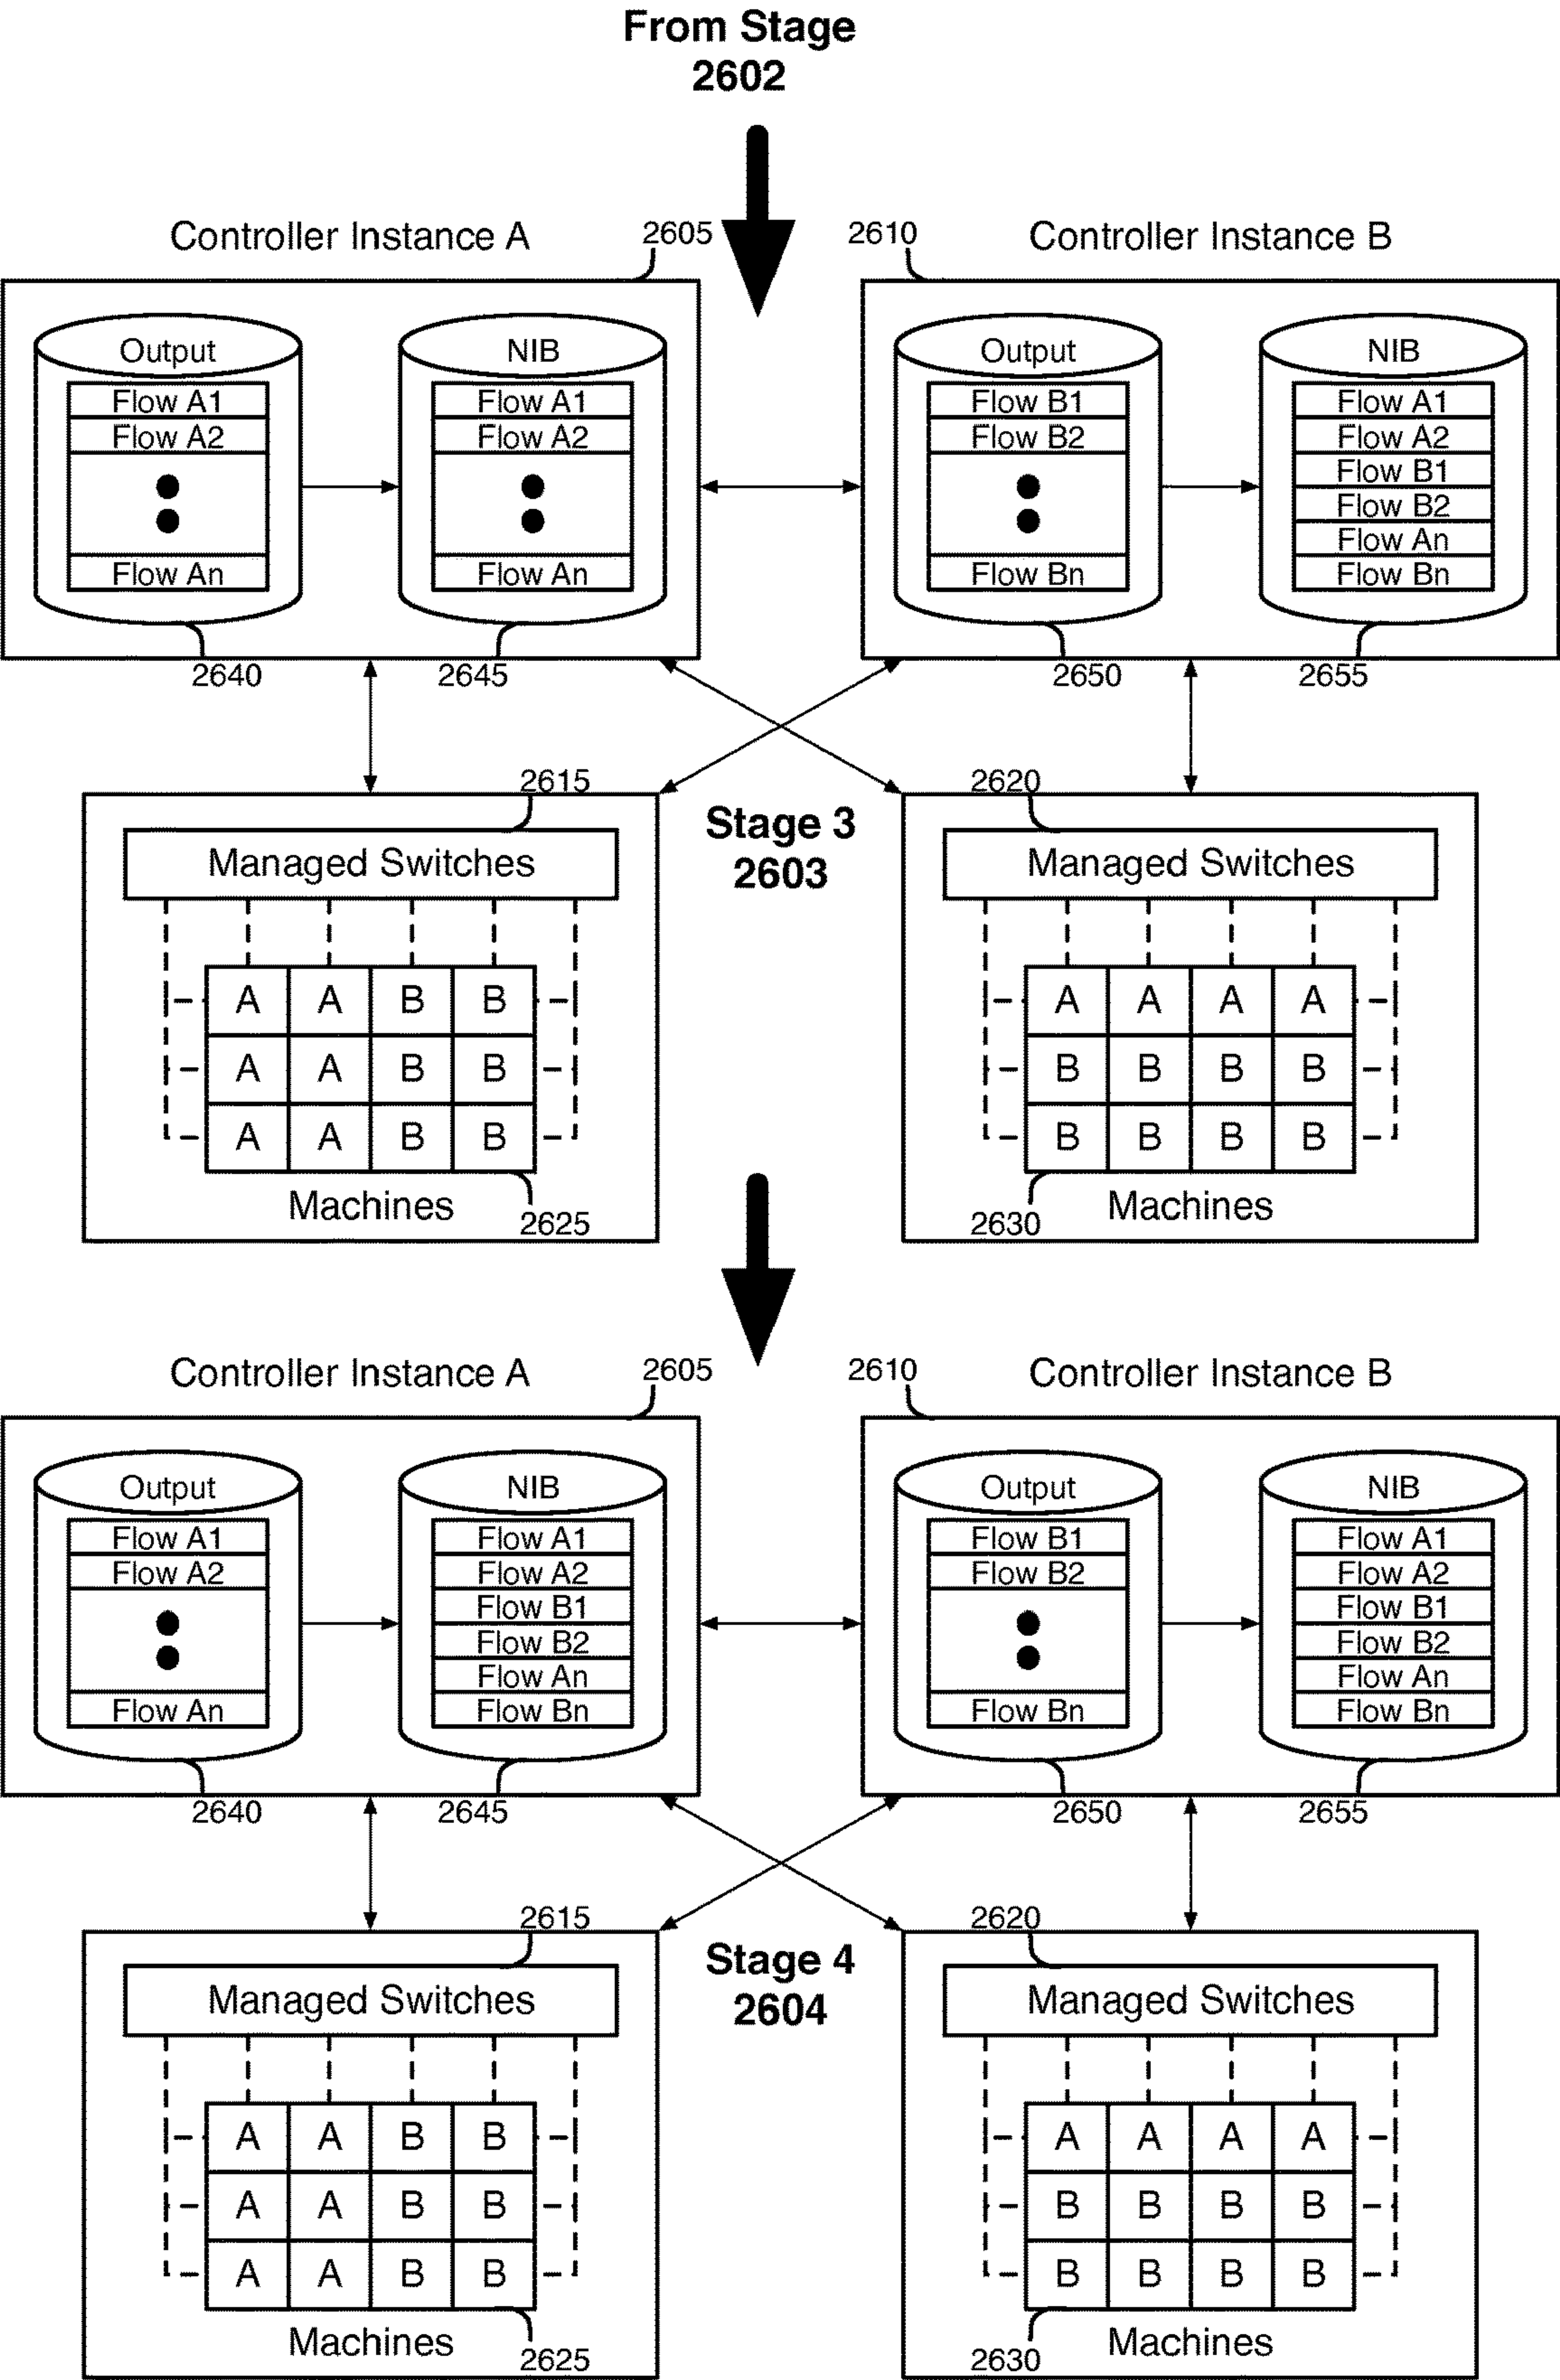 From Stage
2602
Controller Instance A
2605
2610
Controller Instance B
Output
Flow A1
Flow A2
Flow An
2640
NIB
Flow A1
Flow A2
Flow An
2645
Output
Flow B1
Flow B2
Flow Bn
2650
NIB
Flow A1
Flow A2
Flow B1
Flow B2
Flow An
Flow Bn
2655
Stage 3
2603
2615
Managed Switches
A A B B
A A B B
A A B B
Machines
2625
2620
Managed Switches
A A A A
B B B B
B B B B
2630
Machines
Controller Instance A
2605
2610
Controller Instance B
Output
Flow A1
Flow A2
Flow An
2640
NIB
Flow A1
Flow A2
Flow B1
Flow B2
Flow An
Flow Bn
2645
Output
Flow B1
Flow B2
Flow Bn
2650
NIB
Flow A1
Flow A2
Flow B1
Flow B2
Flow An
Flow Bn
2655
Stage 4
2604
2615
Managed Switches
A A B B
A A B B
A A B B
Machines
2625
2620
Managed Switches
A A A A
B B B B
B B B B
2630
Machines